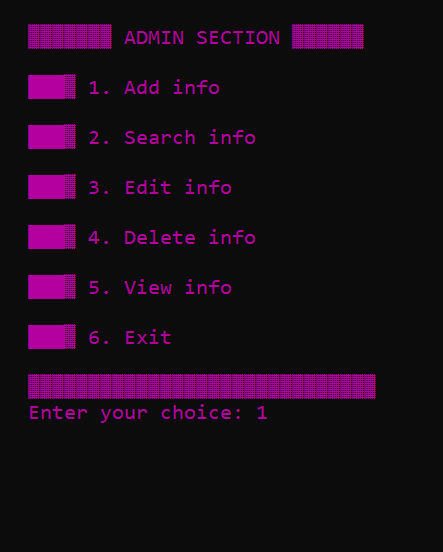 ADMIN SECTION
1. Add info
2. Search info
3. Edit info
4. Delete info
5. View info
6. Exit
Enter your choice: 1